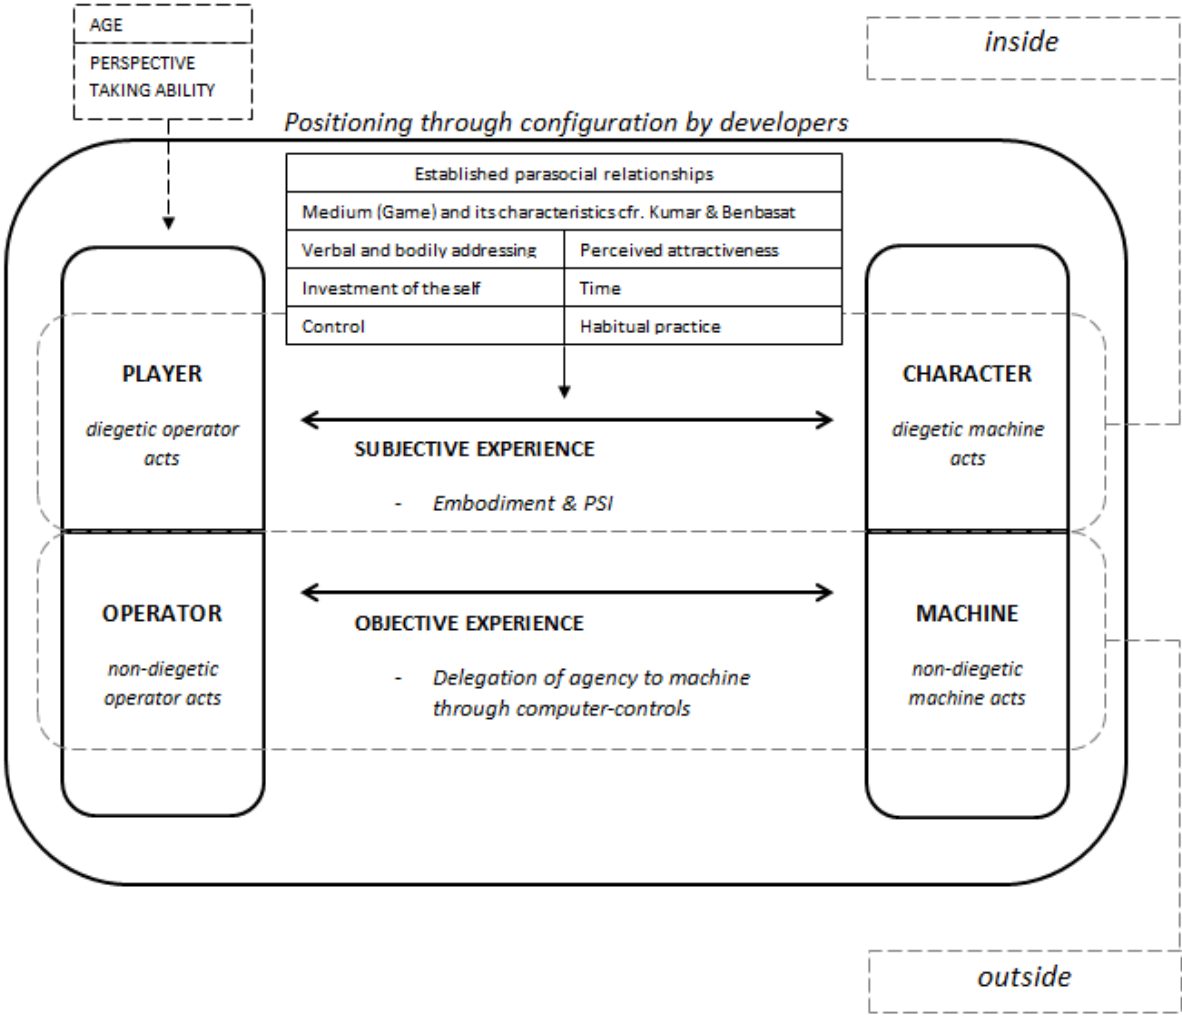 AGE
PERSPECTIVE
TAKING ABILITY
inside
Positioning through configuration by developers
Established parasocial relationships
Medium (Game) and its characteristics cfr. Kumar & Benbasat
Verbal and bodily addressing
Perceived attractiveness
Investment of the self
Time
Control
Habitual practice
PLAYER
diegetic operator
acts
CHARACTER
diegetic machine
acts
SUBJECTIVE EXPERIENCE
- Embodiment & PSI
OPERATOR
non-diegetic
operator acts
MACHINE
non-diegetic
machine acts
OBJECTIVE EXPERIENCE
- Delegation of agency to machine
through computer-controls
outside